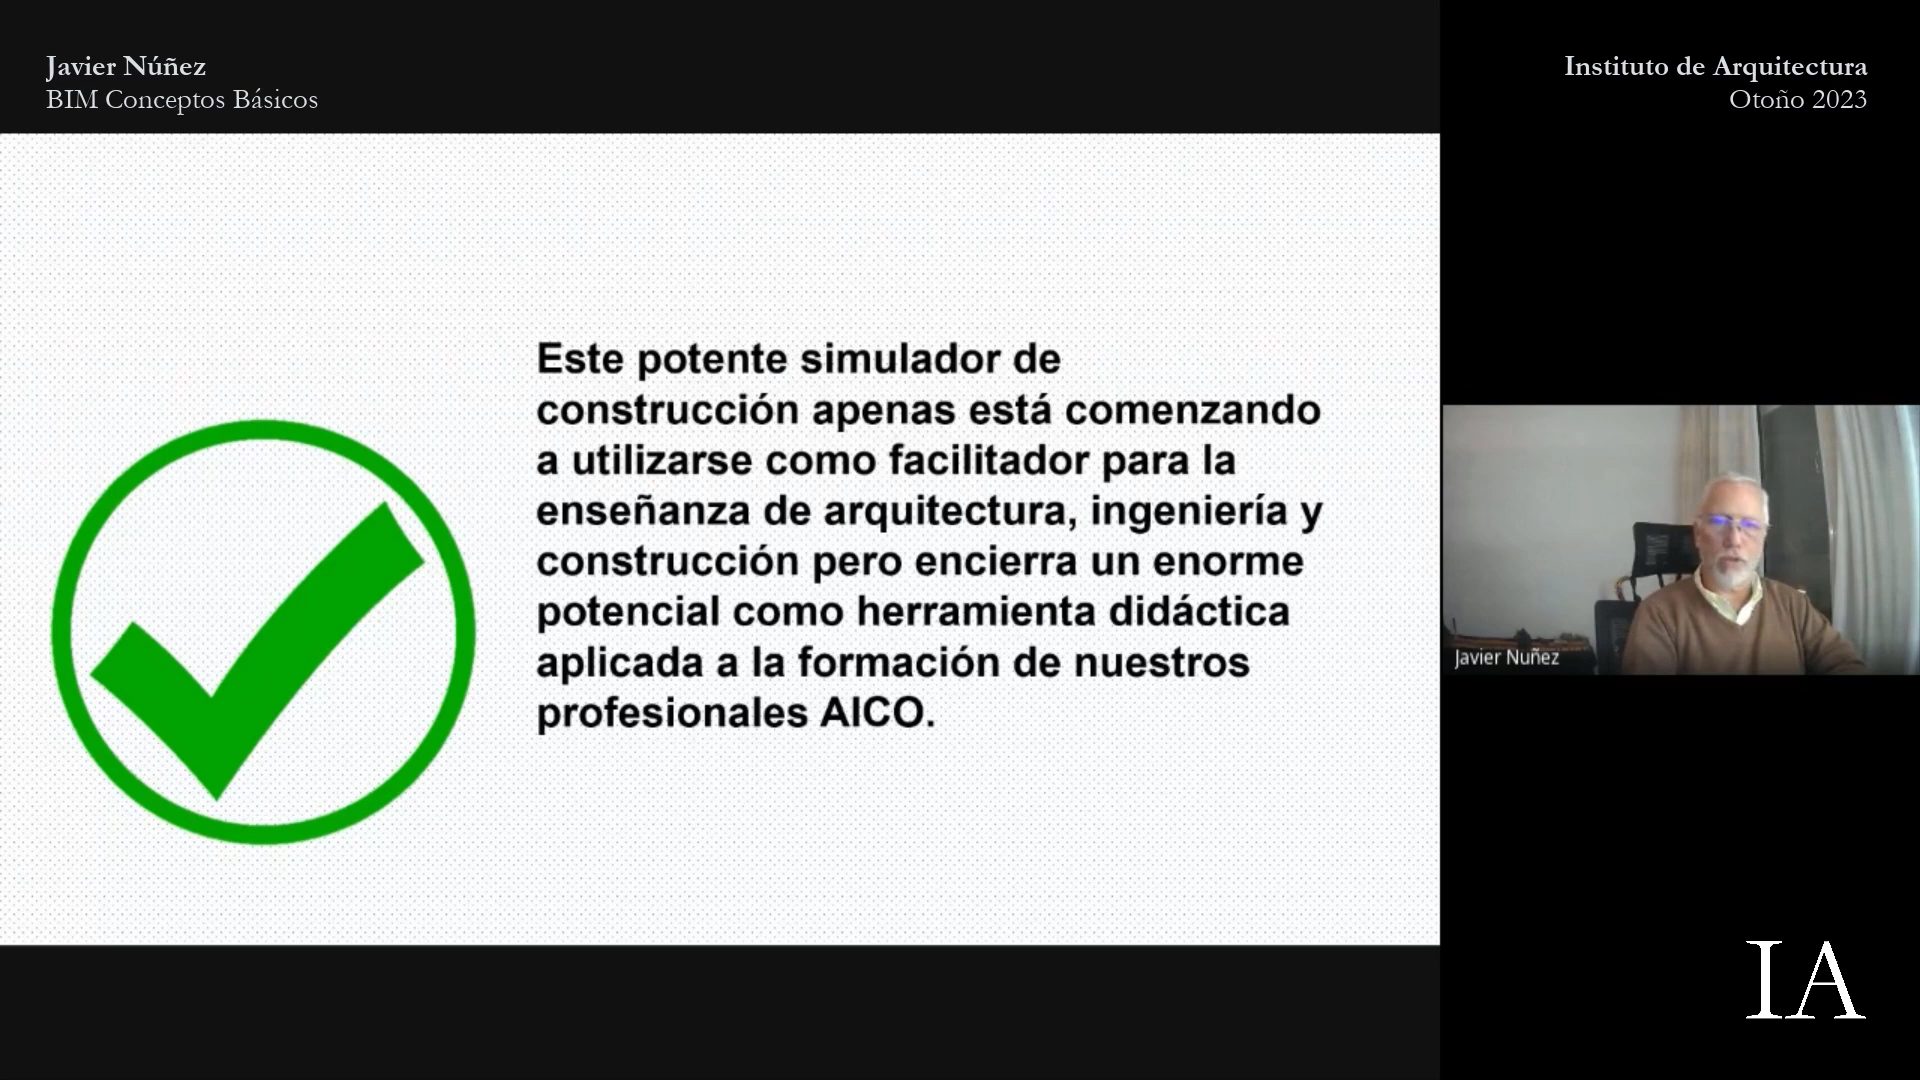 Javier Núñez
BIM Conceptos Básicos
Instituto de Arquitectura
Otoño 2023
Este potente simulador de
construcción apenas está comenzando
a utilizarse como facilitador para la
enseñanza de arquitectura, ingeniería y
construcción pero encierra un enorme
potencial como herramienta didáctica
aplicada a la formación de nuestros
profesionales AICO.
Javier Nuñez
IA